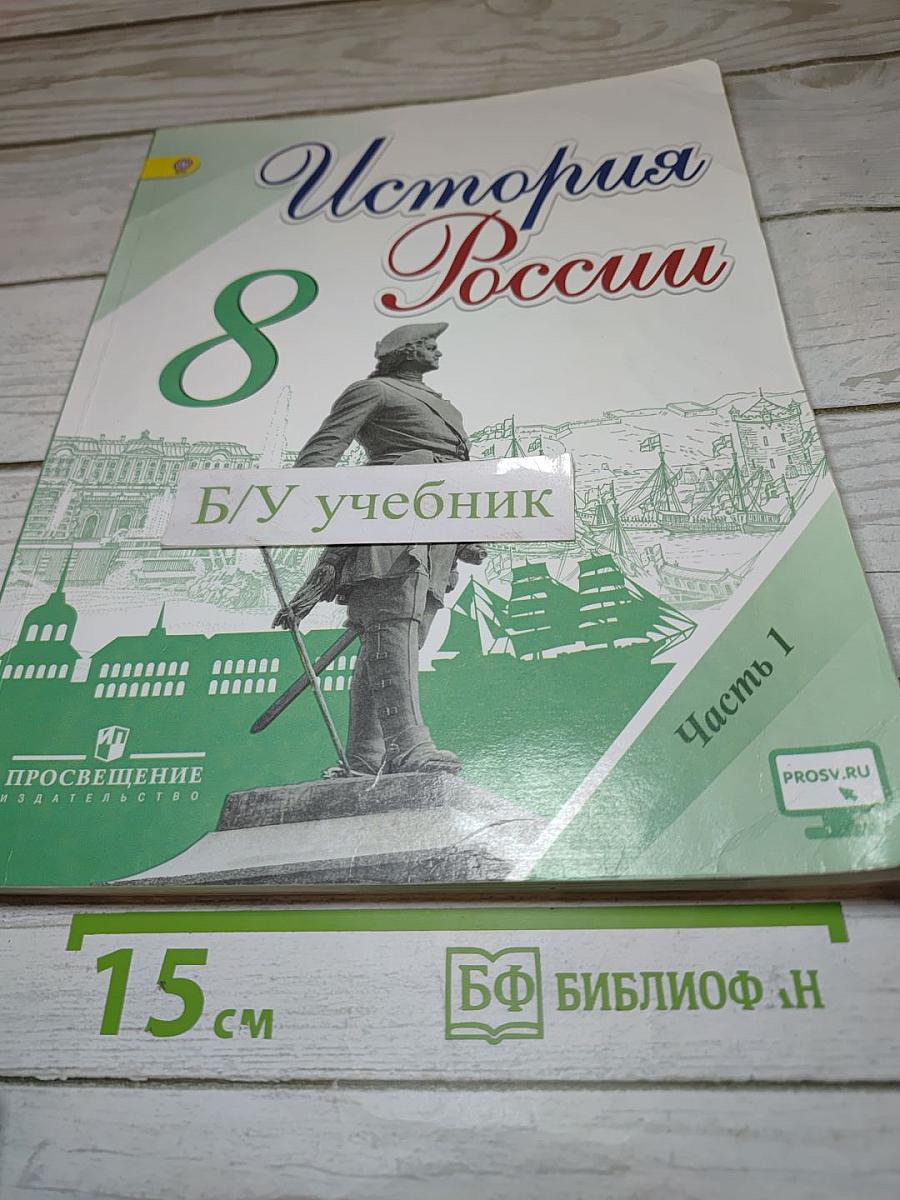 История
России
8
Б/У учебник
Часть 1
ПРОСВЕЩЕНИЕ
ИЗДАТЕЛЬСТВО
PROSV.RU
15 см
БФ